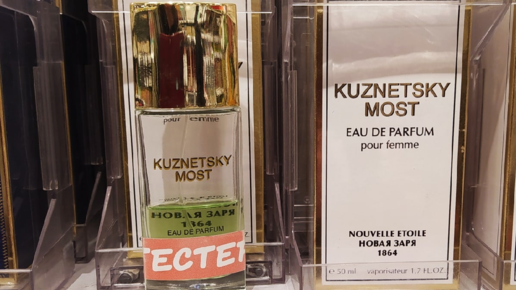 pour femme
KUZNETSKY
MOST
НОВАЯ ЗАРЯ
1864
EAU DE PARFUM
ТЕСТЕР
KUZNETSKY
MOST
EAU DE PARFUM
pour femme
NOUVELLE ETOILE
НОВАЯ ЗАРЯ
1864
e 50 ml vaporisateur 1.7 FL.OZ.